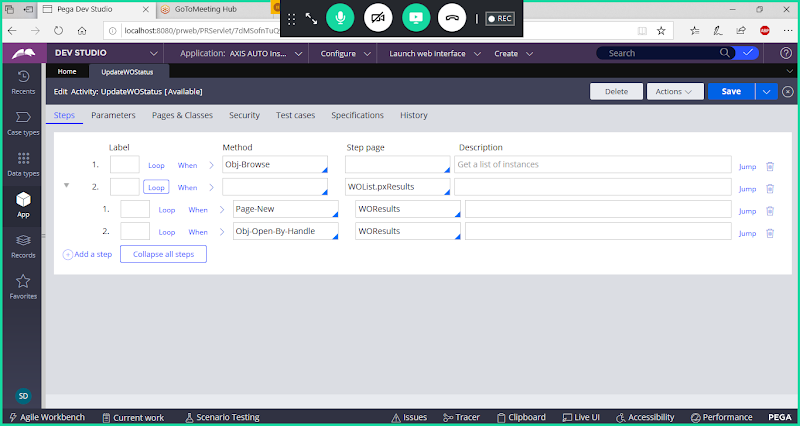 Pega Dev Studio
GoToMeeting Hub
REC
localhost:8080/prweb/PRServlet/7dMSofnTuQ
ABP
DEV STUDIO
Application: AXIS AUTO Ins...
Configure
Launch web interface
Create
Search
Home
UpdateWOStatus
Recents
Edit Activity: UpdateWOStatus [Available]
Delete
Actions
Save
Steps
Parameters
Pages & Classes
Security
Test cases
Specifications
History
Case types
Data types
App
Records
Favorites
Label
Method
Step page
Description
1.
Loop
When
Obj-Browse
Get a list of instances
Jump
2.
Loop
When
WOList.pxResults
Jump
1.
Loop
When
Page-New
WOResults
Jump
2.
Loop
When
Obj-Open-By-Handle
WOResults
Jump
Add a step
Collapse all steps
SD
Agile Workbench
Current work
Scenario Testing
Issues
Tracer
Clipboard
Live UI
Accessibility
Performance
PEGA